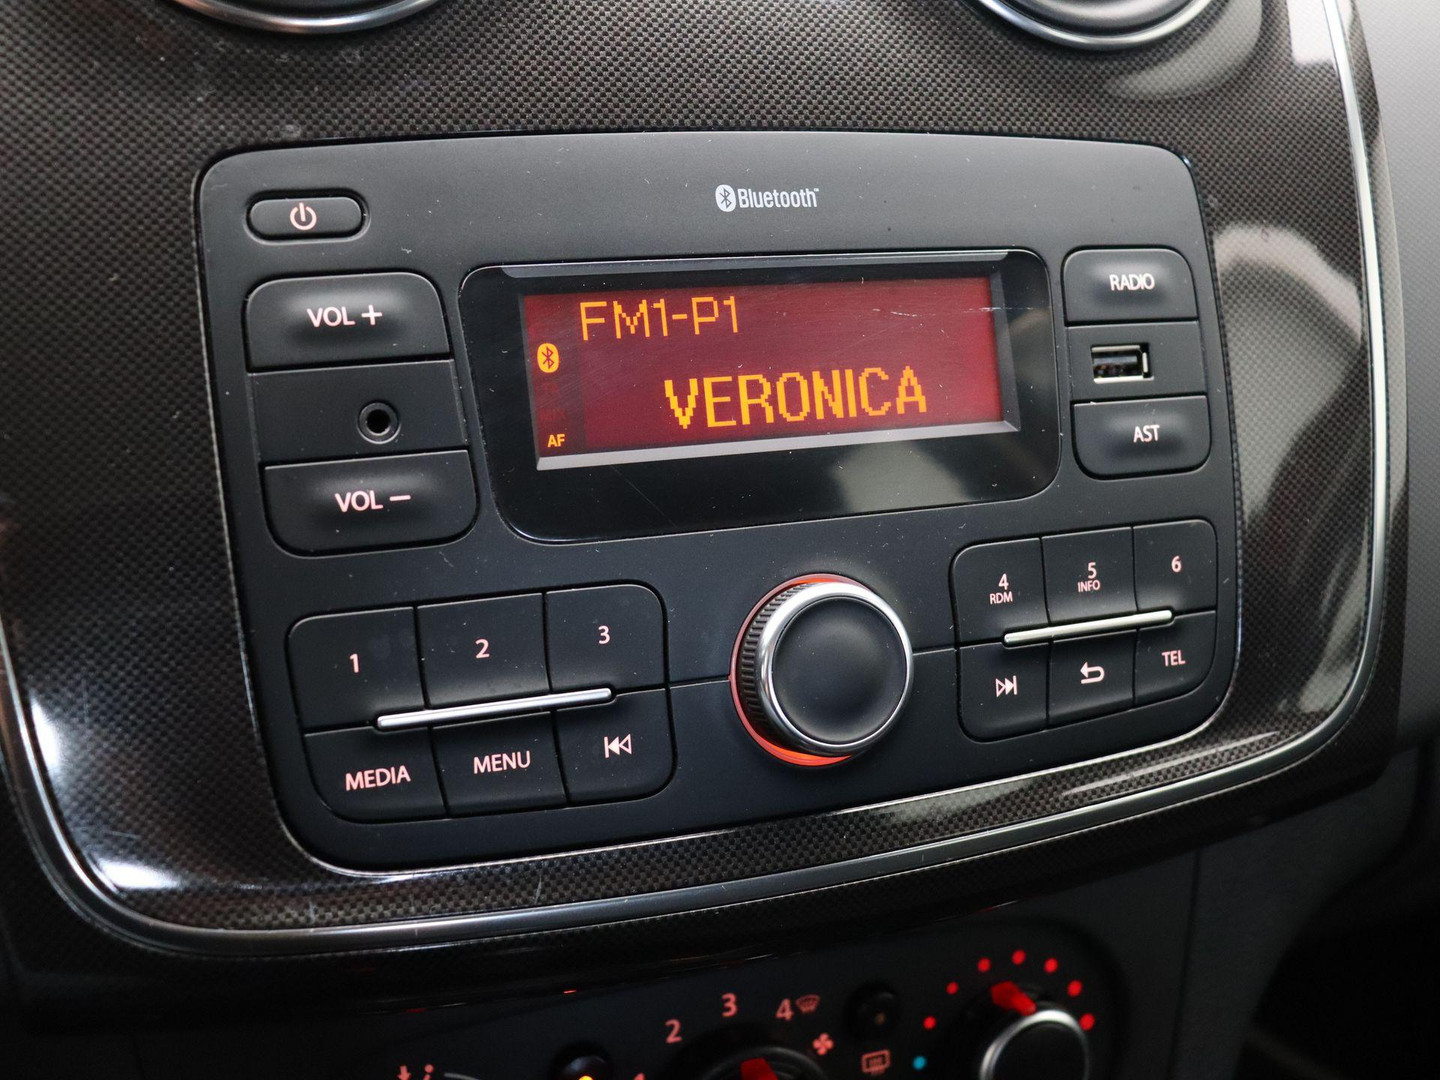 Bluetooth™
VOL +
FM1-P1
RADIO
VERONICA
AF
VOL −
AST
1
2
3
4
RDM
5
INFO
6
MEDIA
MENU
TEL
2
3
4